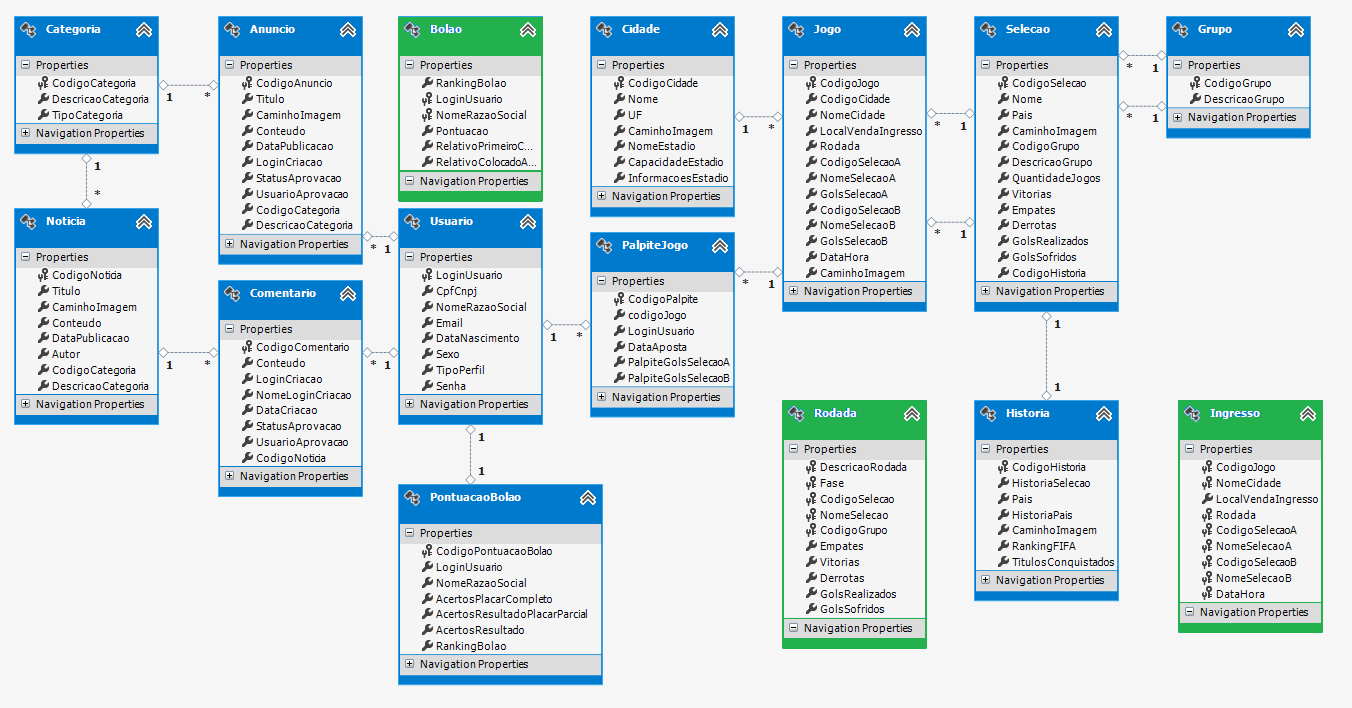 Categoria
Properties
CodigoCategoria
DescricaoCategoria
TipoCategoria
Navigation Properties
1
*
1
*
Anuncio
Properties
CodigoAnuncio
Titulo
CaminhoImagem
Conteudo
DataPublicacao
LoginCriacao
StatusAprovacao
UsuarioAprovacao
CodigoCategoria
DescricaoCategoria
Navigation Properties
*
1
Bolao
Properties
RankingBolao
LoginUsuario
NomeRazaoSocial
Pontuacao
RelativoPrimeiroC...
RelativoColocadoA...
Navigation Properties
Cidade
Properties
CodigoCidade
Nome
UF
CaminhoImagem
NomeEstadio
CapacidadeEstadio
InformacoesEstadio
Navigation Properties
1
*
Jogo
Properties
CodigoJogo
CodigoCidade
NomeCidade
LocalVendaIngresso
Rodada
CodigoSelecaoA
NomeSelecaoA
GolsSelecaoA
CodigoSelecaoB
NomeSelecaoB
GolsSelecaoB
DataHora
CaminhoImagem
Navigation Properties
*
1
*
1
Selecao
Properties
CodigoSelecao
Nome
Pais
CaminhoImagem
CodigoGrupo
DescricaoGrupo
QuantidadeJogos
Vitorias
Empates
Derrotas
GolsRealizados
GolsSofridos
CodigoHistoria
Navigation Properties
*
1
*
1
Grupo
Properties
CodigoGrupo
DescricaoGrupo
Navigation Properties
Noticia
Properties
CodigoNoticia
Titulo
CaminhoImagem
Conteudo
DataPublicacao
Autor
CodigoCategoria
DescricaoCategoria
Navigation Properties
1
*
Comentario
Properties
CodigoComentario
Conteudo
LoginCriacao
NomeLoginCriacao
DataCriacao
StatusAprovacao
UsuarioAprovacao
CodigoNoticia
Navigation Properties
*
1
Usuario
Properties
LoginUsuario
CpfCnpj
NomeRazaoSocial
Email
DataNascimento
Sexo
TipoPerfil
Senha
Navigation Properties
1
*
1
1
PalpiteJogo
Properties
CodigoPalpite
codigoJogo
LoginUsuario
DataAposta
PalpiteGolsSelecaoA
PalpiteGolsSelecaoB
Navigation Properties
*
1
1
1
PontuacaoBolao
Properties
CodigoPontuacaoBolao
LoginUsuario
NomeRazaoSocial
AcertosPlacarCompleto
AcertosResultadoPlacarParcial
AcertosResultado
RankingBolao
Navigation Properties
Rodada
Properties
DescricaoRodada
Fase
CodigoSelecao
NomeSelecao
CodigoGrupo
Empates
Vitorias
Derrotas
GolsRealizados
GolsSofridos
Navigation Properties
Historia
Properties
CodigoHistoria
HistoriaSelecao
Pais
HistoriaPais
CaminhoImagem
RankingFIFA
TitulosConquistados
Navigation Properties
Ingresso
Properties
CodigoJogo
NomeCidade
LocalVendaIngresso
Rodada
CodigoSelecaoA
NomeSelecaoA
CodigoSelecaoB
NomeSelecaoB
DataHora
Navigation Properties